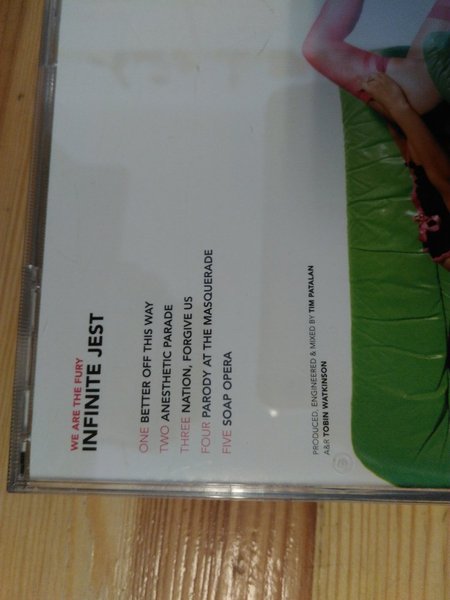 WE ARE THE FURY
INFINITE JEST
ONE BETTER OFF THIS WAY
TWO ANESTHETIC PARADE
THREE NATION, FORGIVE US
FOUR PARODY AT THE MASQUERADE
FIVE SOAP OPERA
PRODUCED, ENGINEERED & MIXED BY TIM PATALAN
A&R TOBIN WATKINSON